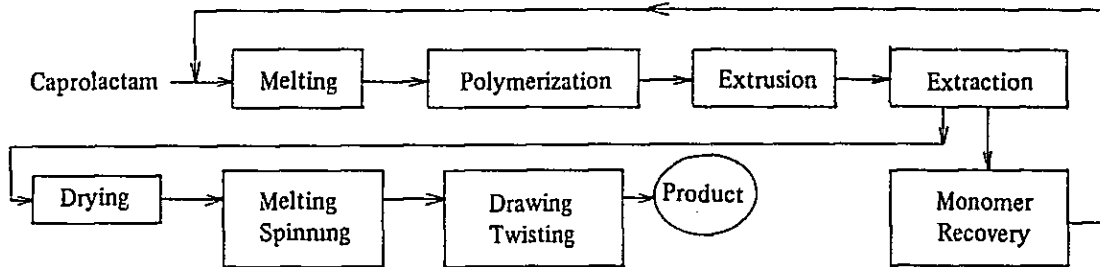 Caprolactam
Melting
Polymerization
Extrusion
Extraction
Drying
Melting
Spinning
Drawing
Twisting
Product
Monomer
Recovery